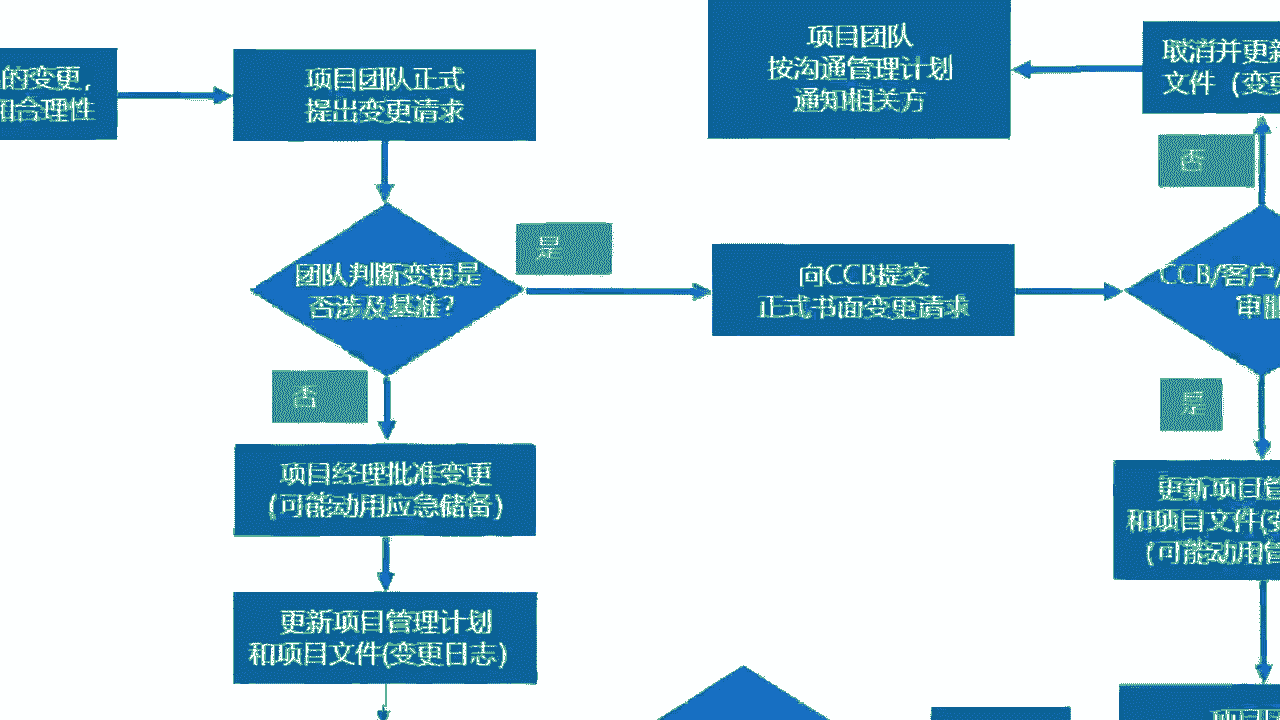 的变更，
和合理性
项目团队正式
提出变更请求
项目团队
按沟通管理计划
通知相关方
取消并更新
文件（变更
否
团队判断变更是
否涉及基准？
是
向CCB提交
正式书面变更请求
CCB/客户/
审批
否
是
项目经理批准变更
(可能动用应急储备)
更新项目管
和项目文件(变
(可能动用管
更新项目管理计划
和项目文件(变更日志)